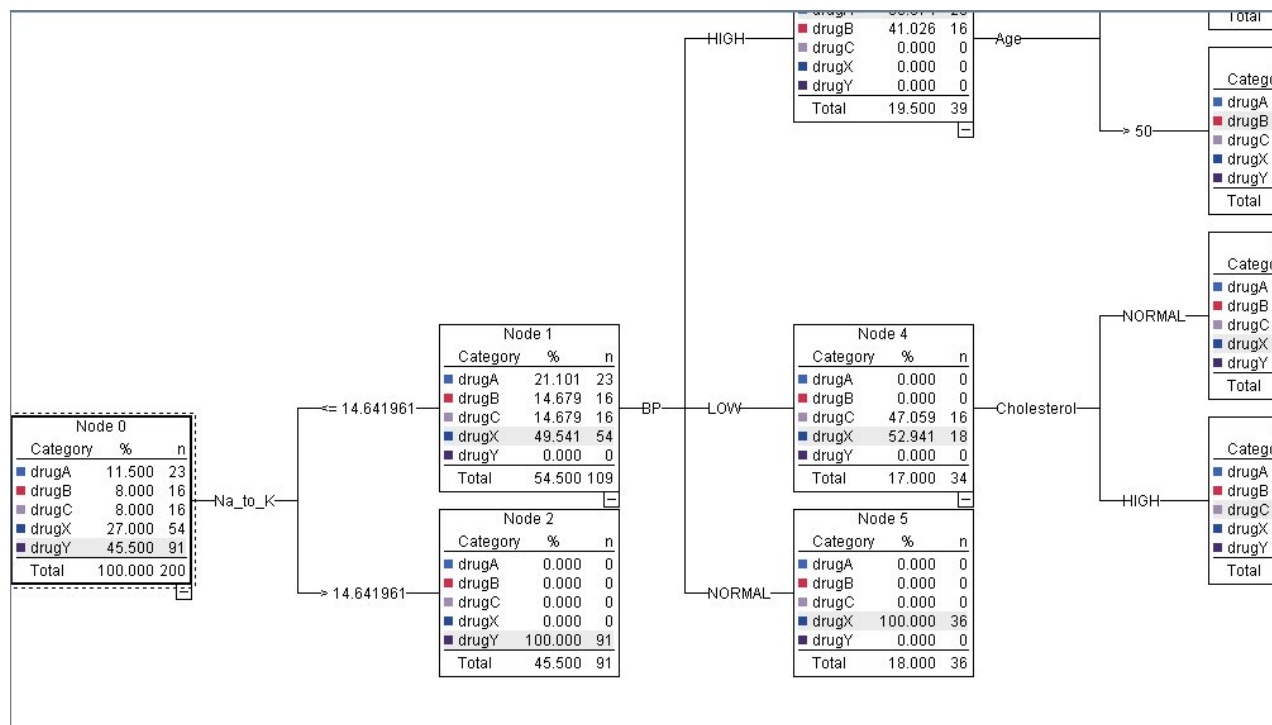 HIGH
drugB 41.026 16
drugC 0.000 0
drugX 0.000 0
drugY 0.000 0
Total 19.500 39
Age
Total
> 50
drugA
drugB
drugC
drugX
drugY
Total
Node 0
Category % n
drugA 11.500 23
drugB 8.000 16
drugC 8.000 16
drugX 27.000 54
drugY 45.500 91
Total 100.000 200
Na_to_K
<= 14.641961
> 14.641961
Node 1
Category % n
drugA 21.101 23
drugB 14.679 16
drugC 14.679 16
drugX 49.541 54
drugY 0.000 0
Total 54.500 109
Node 2
Category % n
drugA 0.000 0
drugB 0.000 0
drugC 0.000 0
drugX 0.000 0
drugY 100.000 91
Total 45.500 91
BP
LOW
NORMAL
Node 4
Category % n
drugA 0.000 0
drugB 0.000 0
drugC 47.059 16
drugX 52.941 18
drugY 0.000 0
Total 17.000 34
Node 5
Category % n
drugA 0.000 0
drugB 0.000 0
drugC 0.000 0
drugX 100.000 36
drugY 0.000 0
Total 18.000 36
Cholesterol
NORMAL
drugA
drugB
drugC
drugX
drugY
Total
HIGH
drugA
drugB
drugC
drugX
drugY
Total